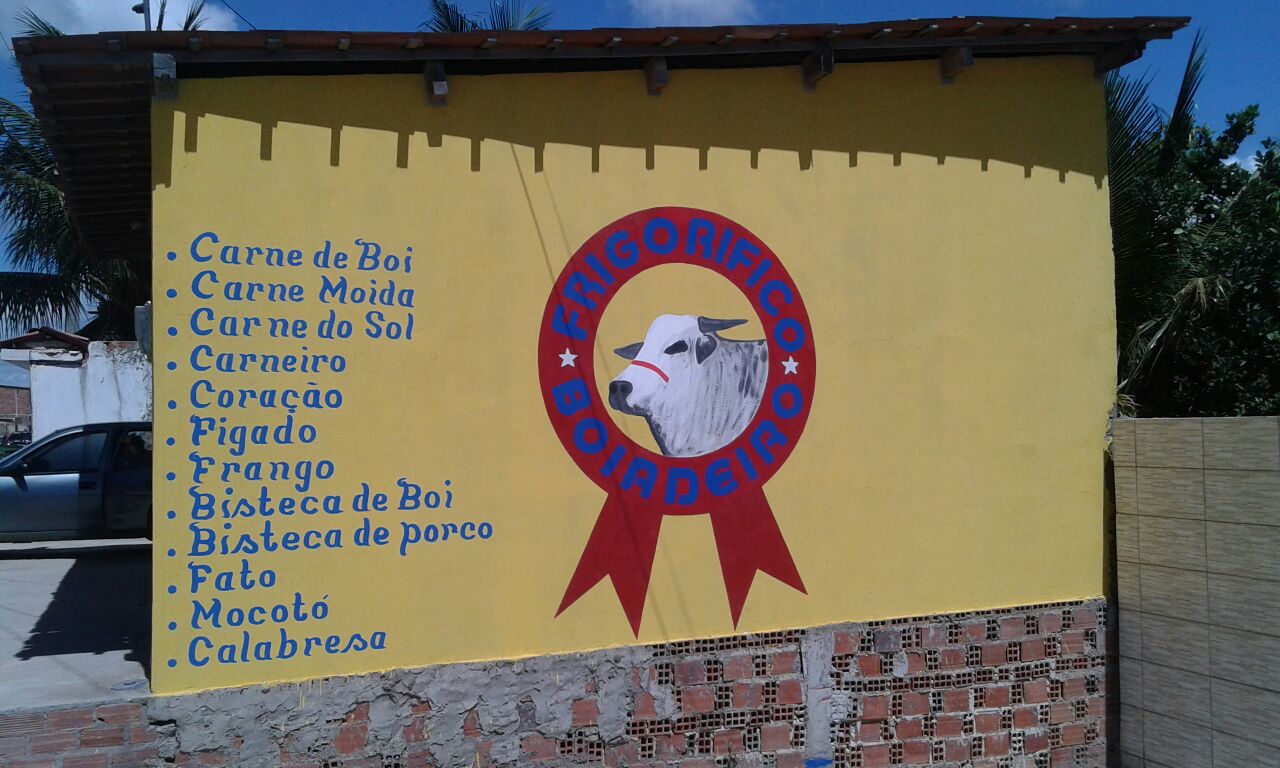 . Carne de Boi
. Carne Moida
. Carne do Sol
. Carneiro
. Coração
. Figado
. Frango
. Bisteca de Boi
. Bisteca de porco
. Fato
. Mocotó
. Calabresa
FRIGORIFICO
BOIADEIRO